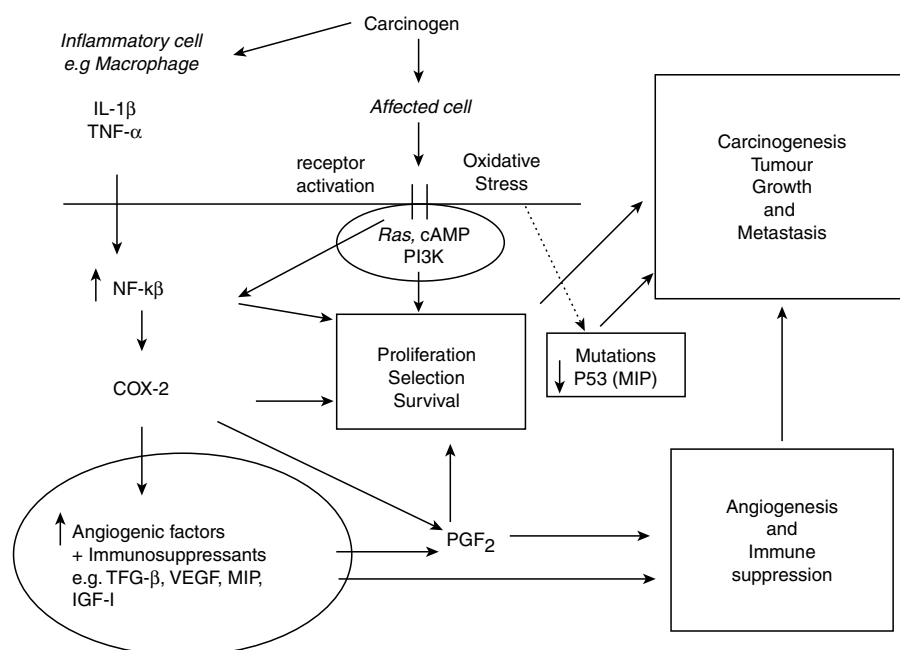 Carcinogen
Inflammatory cell
e.g Macrophage
IL-1β
TNF-α
Affected cell
receptor
activation
Oxidative
Stress
Ras, cAMP
PI3K
NF-kβ
COX-2
Proliferation
Selection
Survival
Mutations
P53 (MIP)
Carcinogenesis
Tumour
Growth
and
Metastasis
Angiogenic factors
+ Immunosuppressants
e.g. TFG-β, VEGF, MIP,
IGF-I
PGF2
Angiogenesis
and
Immune
suppression